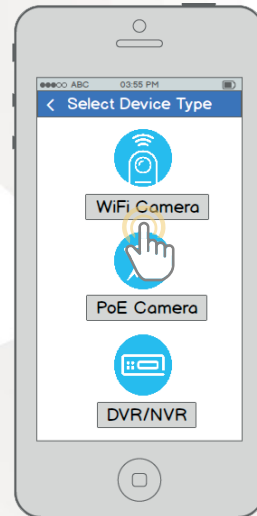 ABC 03:55 PM
< Select Device Type
WiFi Camera
PoE Camera
DVR/NVR